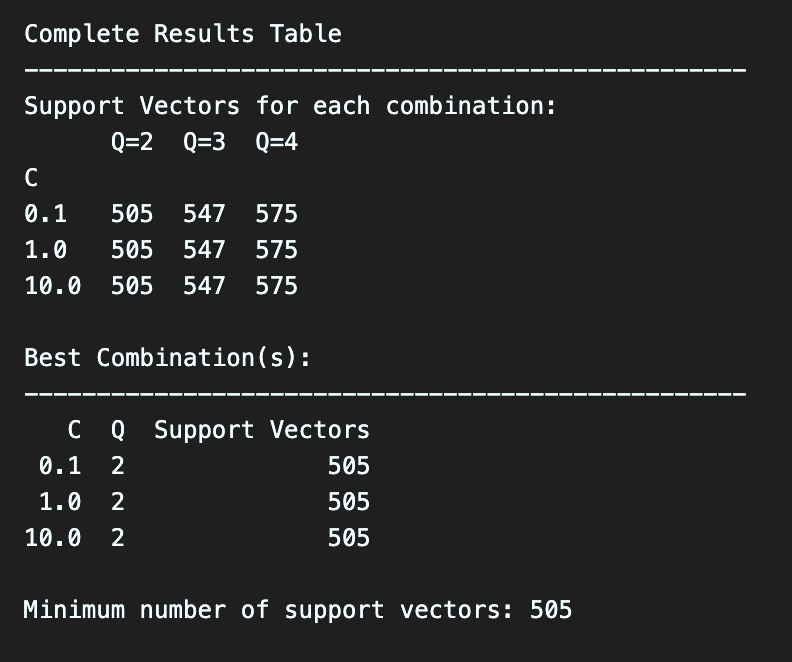 Complete Results Table
--------------------------------------------------
Support Vectors for each combination:
      Q=2  Q=3  Q=4
C
0.1   505  547  575
1.0   505  547  575
10.0  505  547  575

Best Combination(s):
--------------------------------------------------
   C  Q  Support Vectors
 0.1  2              505
 1.0  2              505
10.0  2              505

Minimum number of support vectors: 505